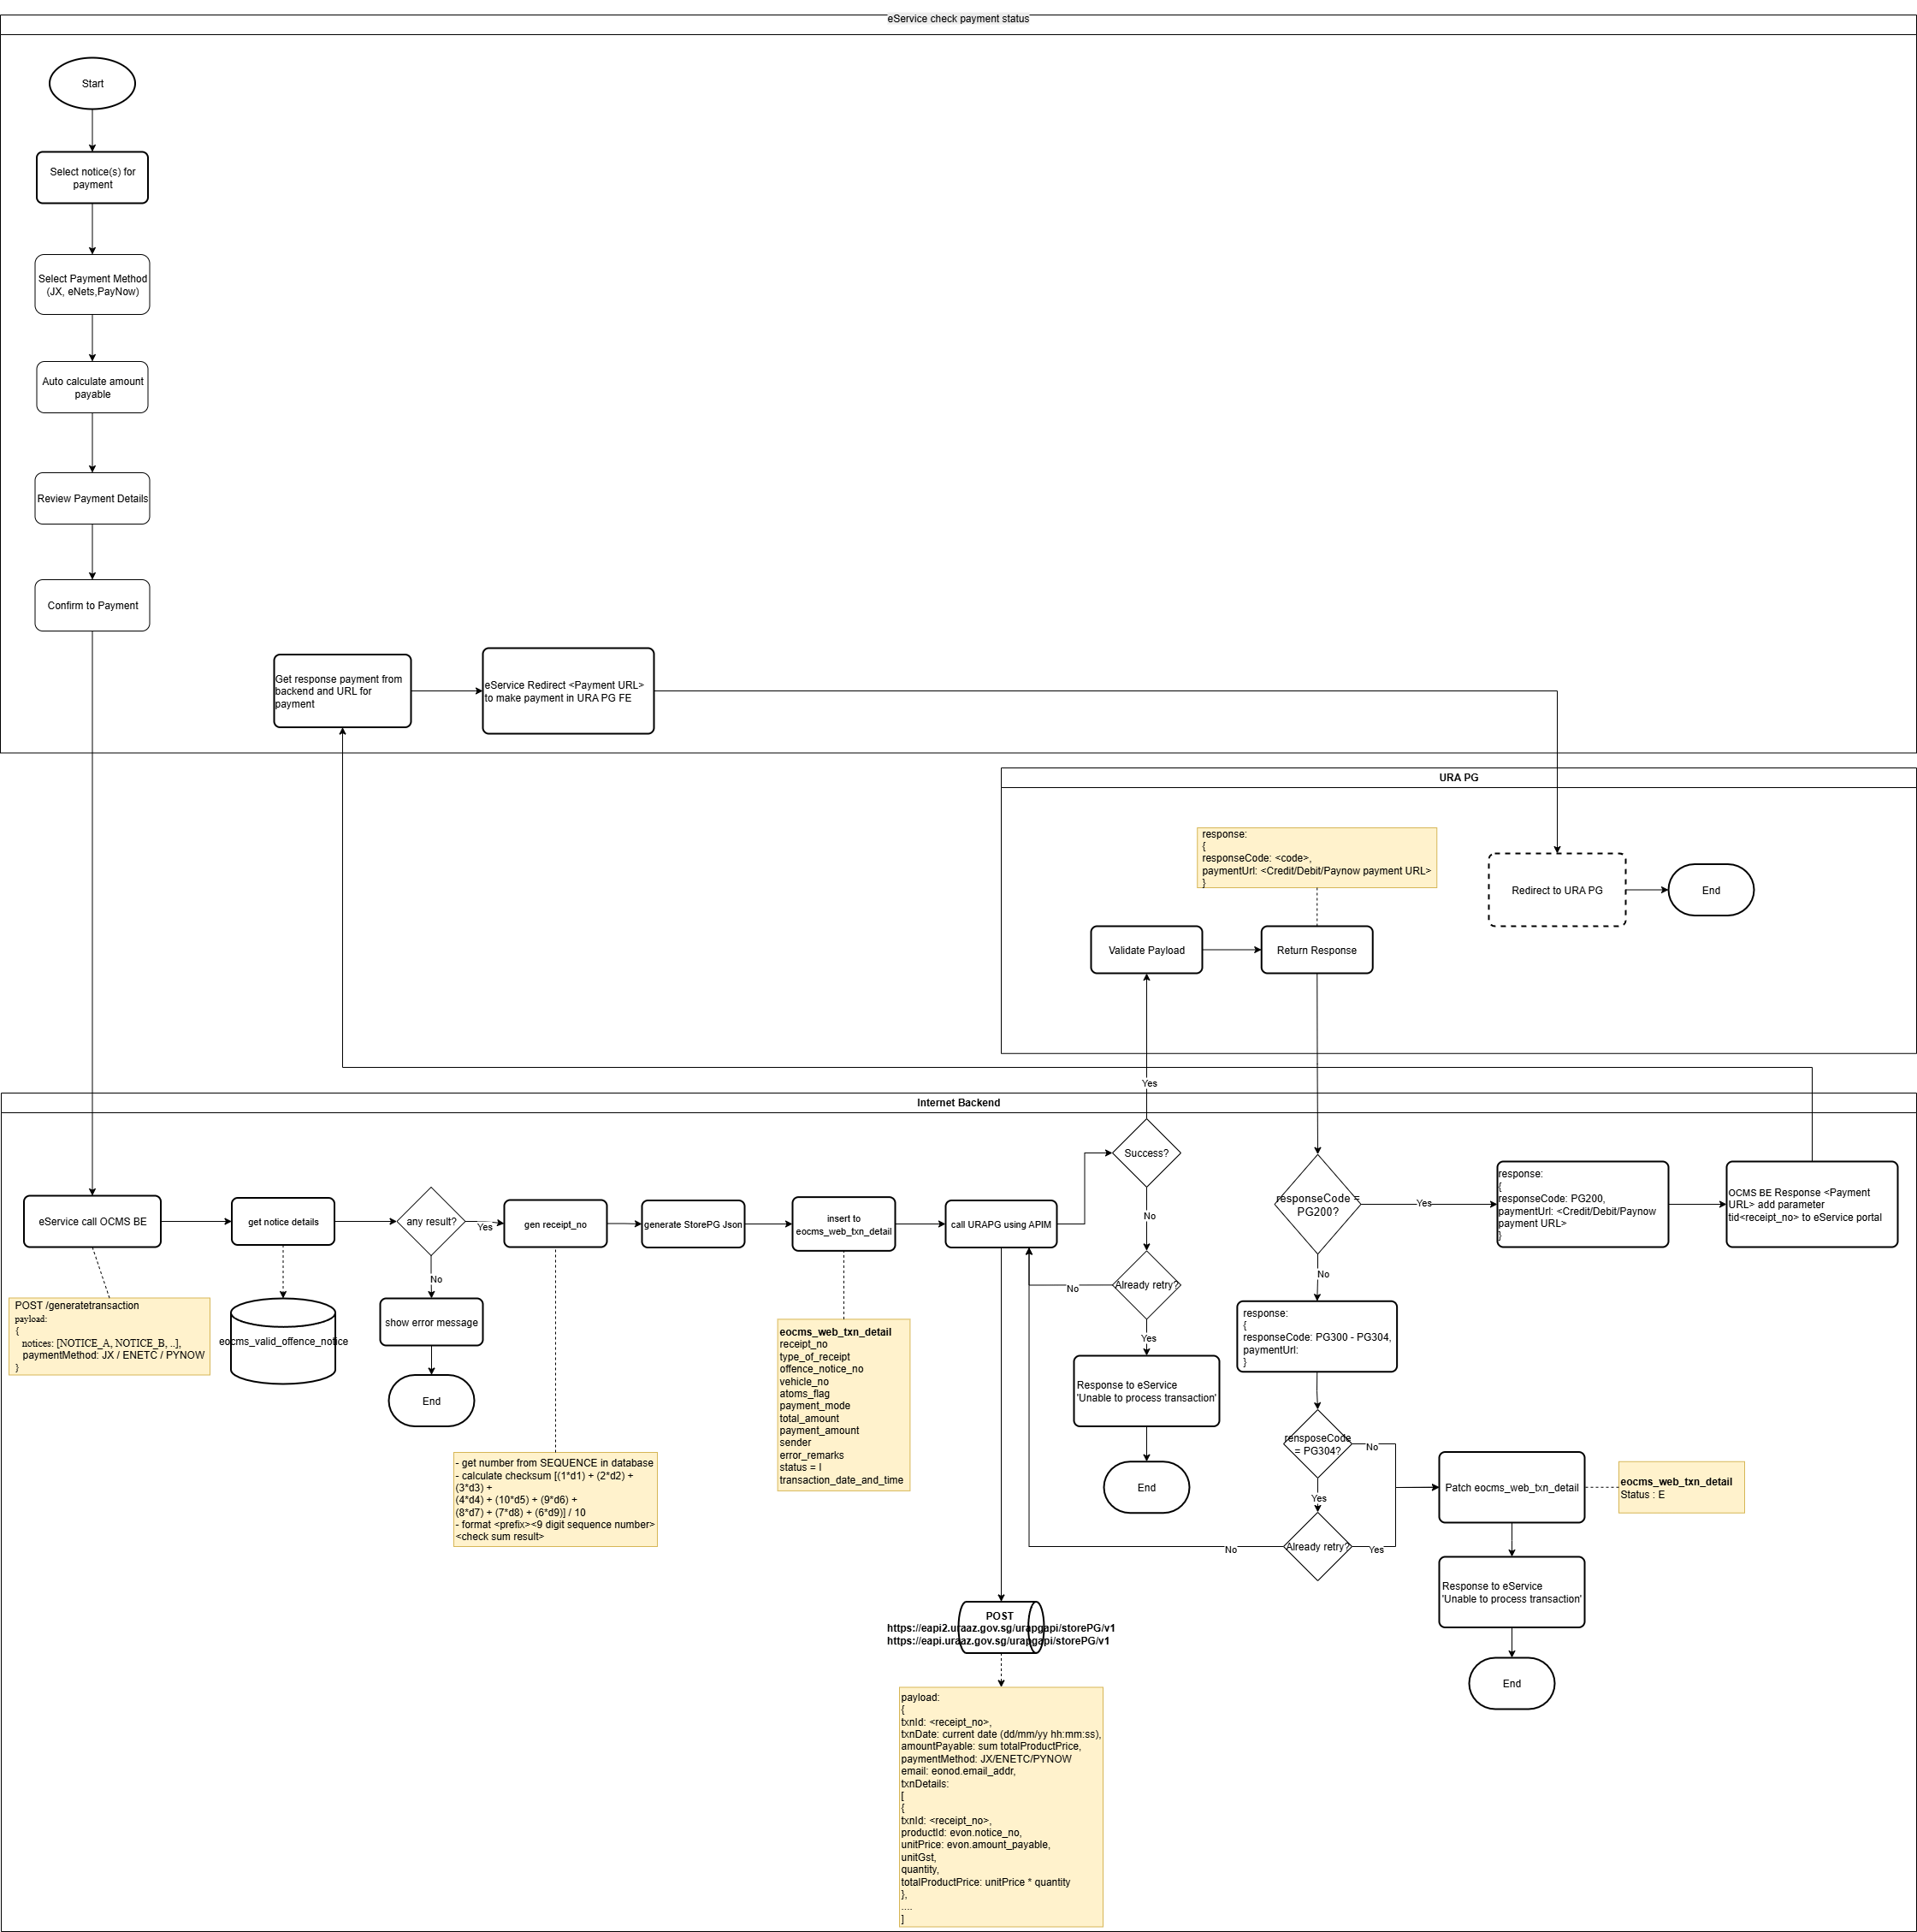 eService check payment status
Start
Select notice(s) for
payment
Select Payment Method
(JX, eNets,PayNow)
Auto calculate amount
payable
Review Payment Details
Confirm to Payment
Get response payment from
backend and URL for
payment
eService Redirect <Payment URL>
to make payment in URA PG FE
URA PG
response:
{
responseCode: <code>,
paymentUrl: <Credit/Debit/Paynow payment URL>
}
Redirect to URA PG
End
Validate Payload
Return Response
Yes
Internet Backend
Success?
eService call OCMS BE
get notice details
any result?
Yes
gen receipt_no
generate StorePG Json
insert to
eocms_web_txn_detail
call URAPG using APIM
No
responseCode =
PG200?
Yes
response:
{
responseCode: PG200,
paymentUrl: <Credit/Debit/Paynow
payment URL>
}
OCMS BE Response <Payment
URL> add parameter
tid<receipt_no> to eService portal
No
No
Already retry?
No
POST /generatetransaction
payload:
{
notices: [NOTICE_A, NOTICE_B, ..],
paymentMethod: JX / ENETC / PYNOW
}
eocms_valid_offence_notice
show error message
End
Yes
eocms_web_txn_detail
receipt_no
type_of_receipt
offence_notice_no
vehicle_no
atoms_flag
payment_mode
total_amount
payment_amount
sender
error_remarks
status = I
transaction_date_and_time
response:
{
responseCode: PG300 - PG304,
paymentUrl:
}
Response to eService
'Unable to process transaction'
End
- get number from SEQUENCE in database
- calculate checksum [(1*d1) + (2*d2) +
(3*d3) +
(4*d4) + (10*d5) + (9*d6) +
(8*d7) + (7*d8) + (6*d9)] / 10
- format <prefix><9 digit sequence number>
<check sum result>
rensposeCode
= PG304?
No
Yes
Already retry?
No
Yes
Patch eocms_web_txn_detail
eocms_web_txn_detail
Status : E
Response to eService
'Unable to process transaction'
End
POST
https://eapi2.uraaz.gov.sg/urapgapi/storePG/v1
https://eapi.uraaz.gov.sg/urapgapi/storePG/v1
payload:
{
txnId: <receipt_no>,
txnDate: current date (dd/mm/yy hh:mm:ss),
amountPayable: sum totalProductPrice,
paymentMethod: JX/ENETC/PYNOW
email: eonod.email_addr,
txnDetails:
[
{
txnId: <receipt_no>,
productId: evon.notice_no,
unitPrice: evon.amount_payable,
unitGst,
quantity,
totalProductPrice: unitPrice * quantity
},
....
]